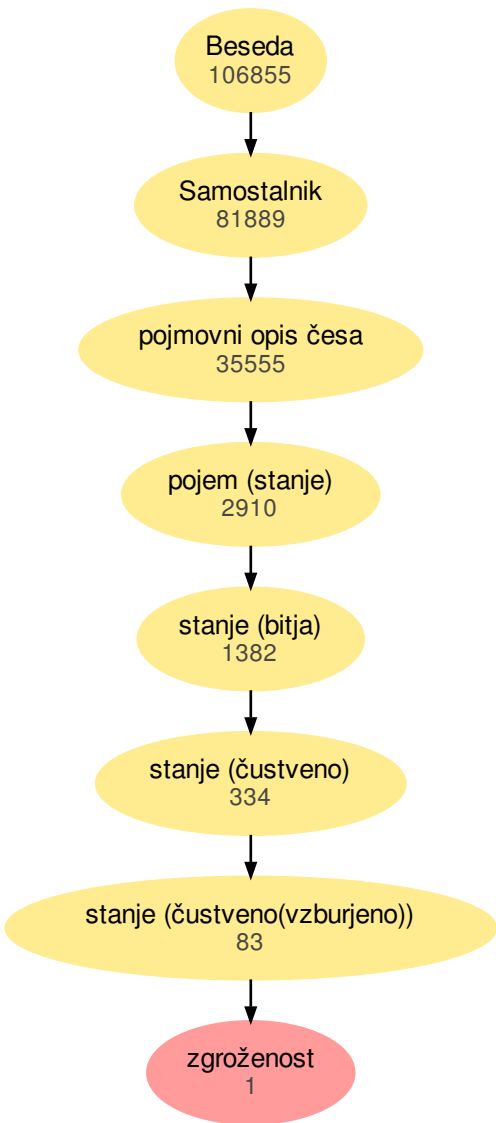 Beseda
106855
Samostalnik
81889
pojmovni opis česa
35555
pojem (stanje)
2910
stanje (bitja)
1382
stanje (čustveno)
334
stanje (čustveno(vzburjeno))
83
zgroženost
1